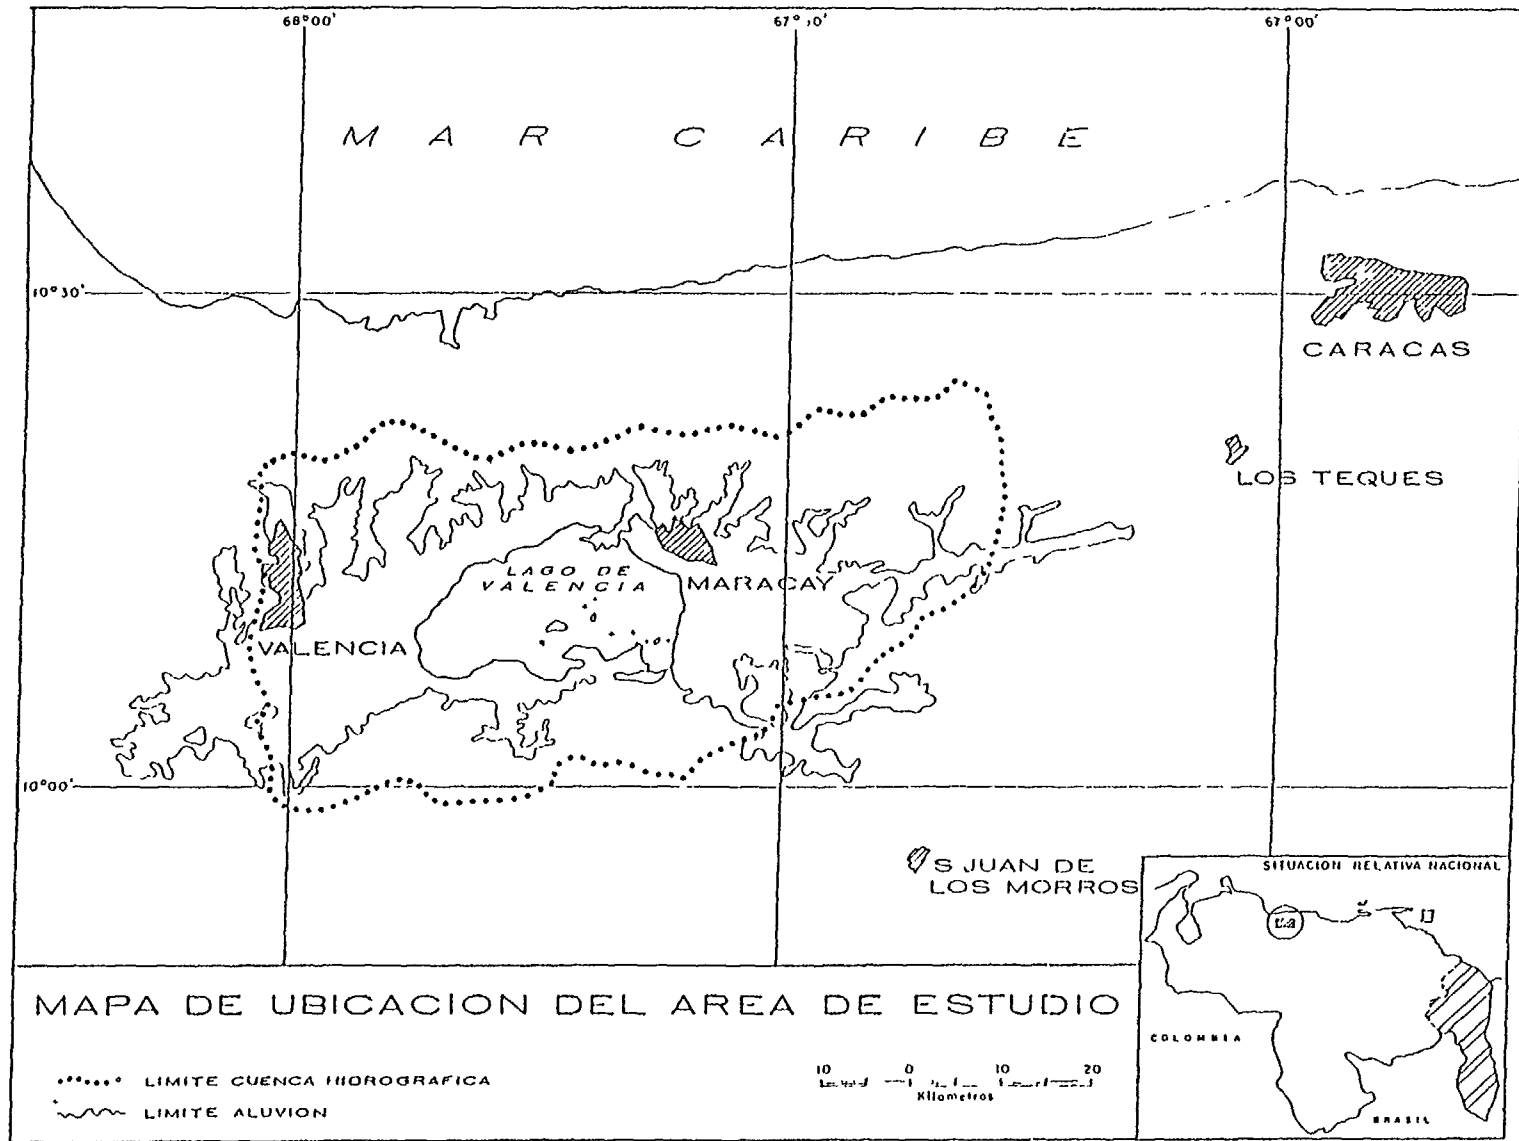 68°00'
67°00'
MAR CARIBE
10°30'
CARACAS
LOS TEQUES
LAGO DE
VALENCIA
MARACAY
VALENCIA
10°00'
S JUAN DE
LOS MORROS
SITUACION RELATIVA NACIONAL
COLOMBIA
BRASIL
MAPA DE UBICACION DEL AREA DE ESTUDIO
LIMITE CUENCA HIDROGRAFICA
LIMITE ALUVION
10 0 10 20
Kilometros